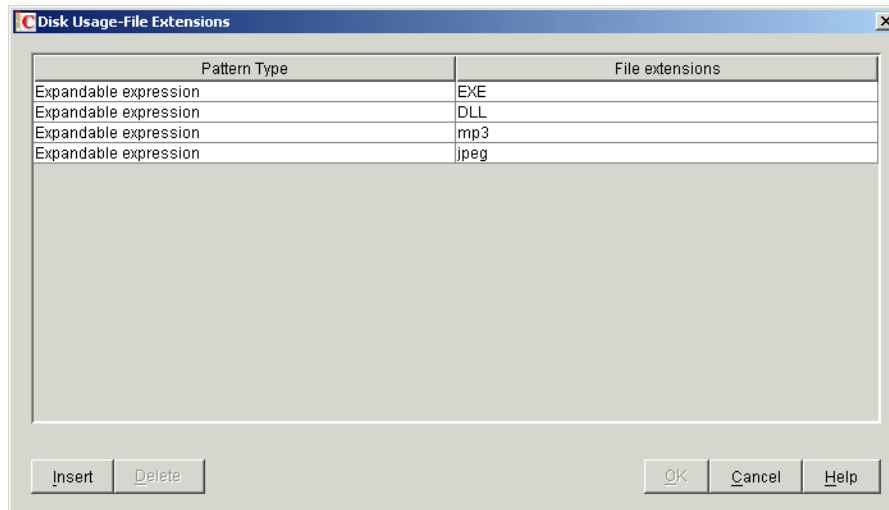 Disk Usage-File Extensions
Pattern Type File extensions
Expandable expression EXE
Expandable expression DLL
Expandable expression mp3
Expandable expression jpeg
Insert Delete OK Cancel Help